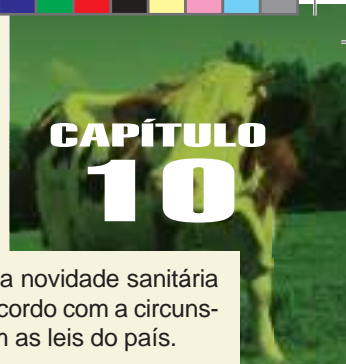 CAPÍTULO
10
a novidade sanitária
cordo com a circuns-
as leis do país.